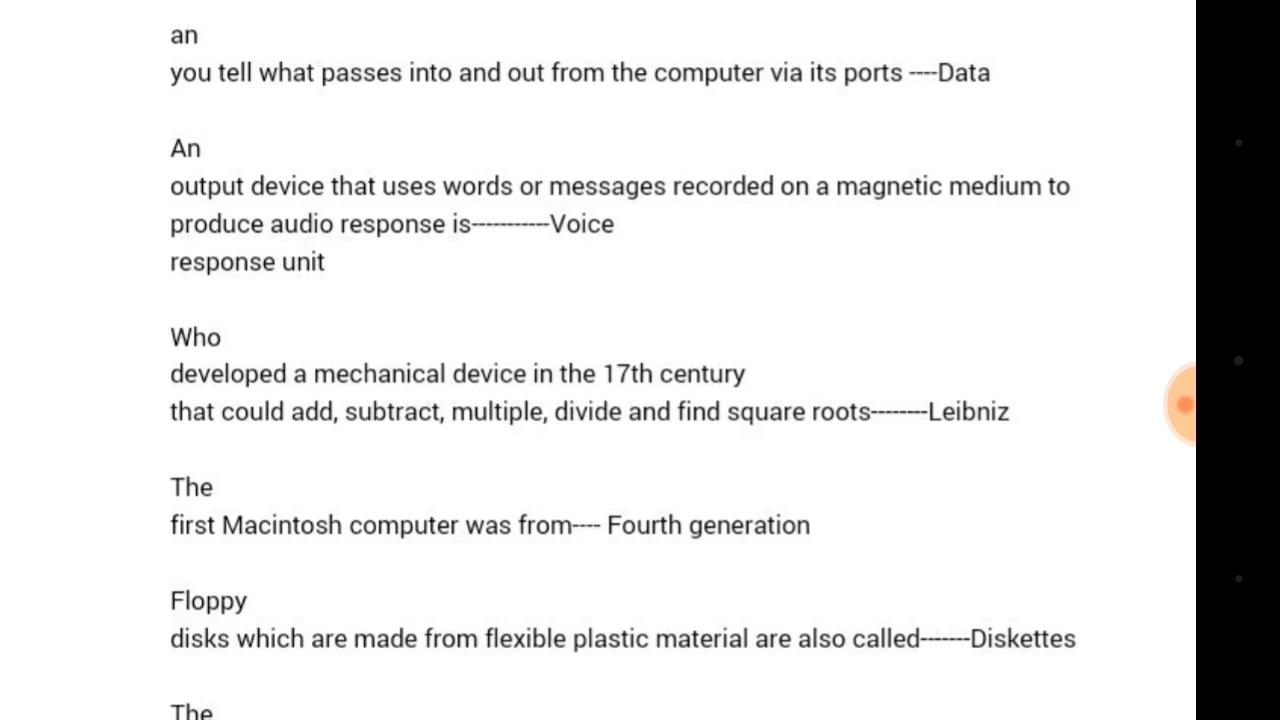 an
you tell what passes into and out from the computer via its ports ----Data
An
output device that uses words or messages recorded on a magnetic medium to
produce audio response is-----------Voice
response unit
Who
developed a mechanical device in the 17th century
that could add, subtract, multiple, divide and find square roots--------Leibniz
The
first Macintosh computer was from---- Fourth generation
Floppy
disks which are made from flexible plastic material are also called-------Diskettes
The